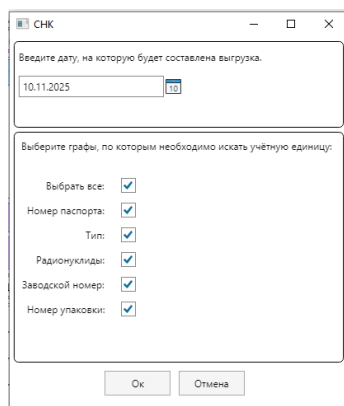 СНК
Введите дату, на которую будет составлена выгрузка.
10.11.2025
10
Выберите графы, по которым необходимо искать учётную единицу:
Выбрать все:
Номер паспорта:
Тип:
Радионуклиды:
Заводской номер:
Номер упаковки:
Ок Отмена